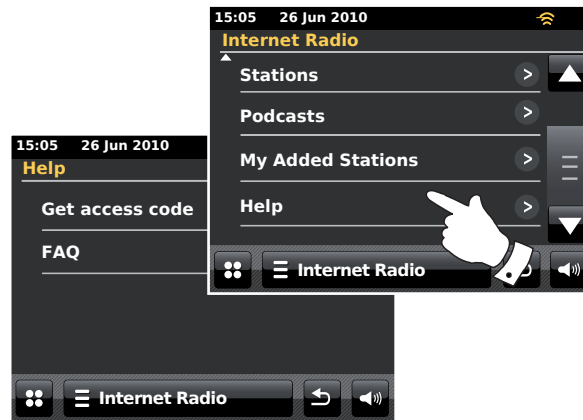 15:05 26 Jun 2010
Internet Radio
Stations
Podcasts
My Added Stations
Help
Internet Radio
15:05 26 Jun 2010
Help
Get access code
FAQ
Internet Radio